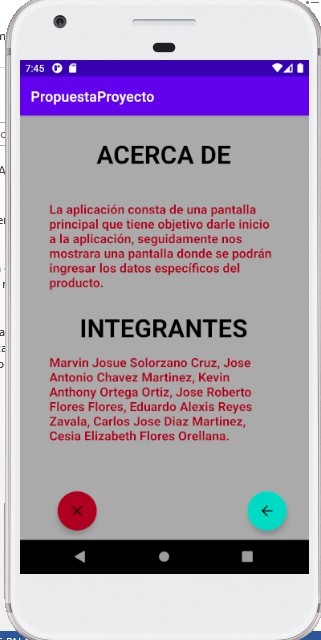 7:45
PropuestaProyecto
ACERCA DE
La aplicación consta de una pantalla
principal que tiene objetivo darle inicio
a la aplicación, seguidamente nos
mostrara una pantalla donde se podrán
ingresar los datos específicos del
producto.
INTEGRANTES
Marvin Josue Solorzano Cruz, Jose
Antonio Chavez Martinez, Kevin
Anthony Ortega Ortiz, Jose Roberto
Flores Flores, Eduardo Alexis Reyes
Zavala, Carlos Jose Diaz Martinez,
Cesia Elizabeth Flores Orellana.